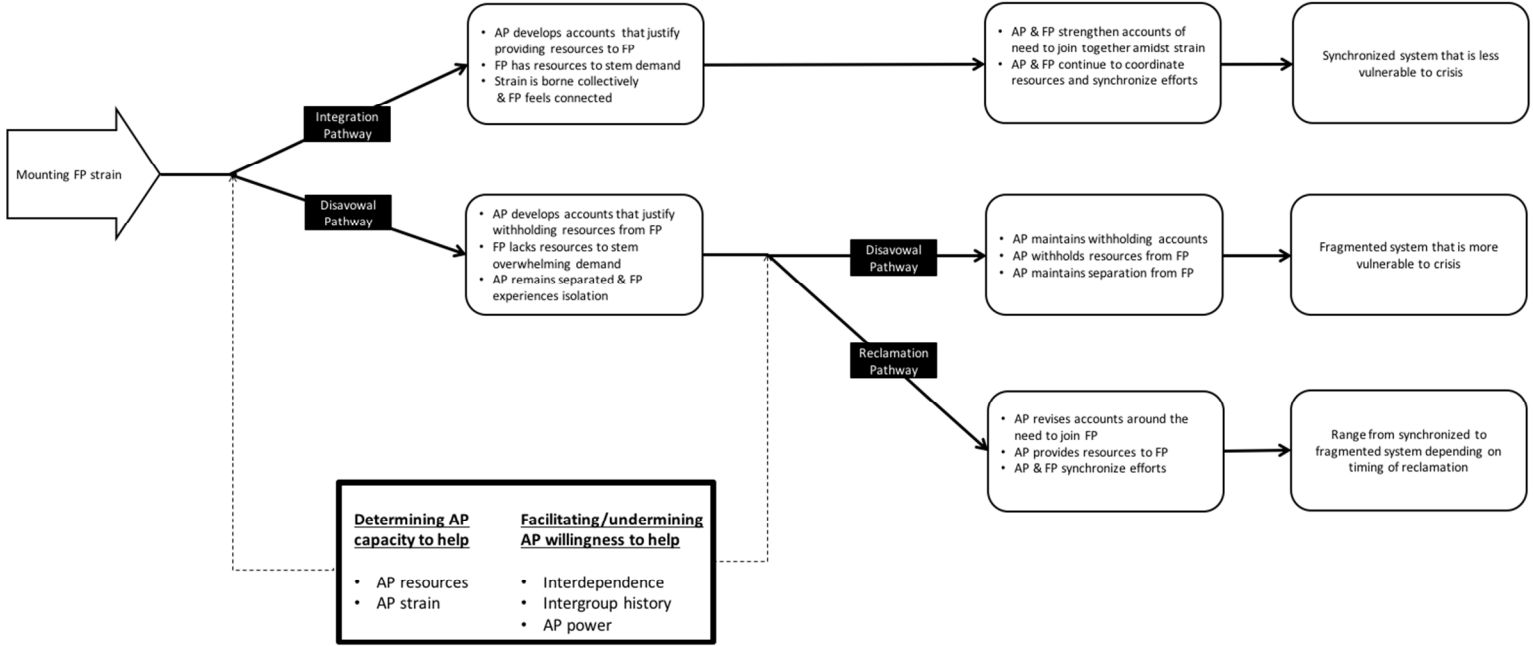 Mounting FP strain
Integration
Pathway
Disavowal
Pathway
• AP develops accounts that justify
providing resources to FP
• FP has resources to stem demand
• Strain is borne collectively
& FP feels connected
• AP & FP strengthen accounts of
need to join together amidst strain
• AP & FP continue to coordinate
resources and synchronize efforts
Synchronized system that is less
vulnerable to crisis
• AP develops accounts that justify
withholding resources from FP
• FP lacks resources to stem
overwhelming demand
• AP remains separated & FP
experiences isolation
Disavowal
Pathway
• AP maintains withholding accounts
• AP withholds resources from FP
• AP maintains separation from FP
Fragmented system that is more
vulnerable to crisis
Reclamation
Pathway
• AP revises accounts around the
need to join FP
• AP provides resources to FP
• AP & FP synchronize efforts
Range from synchronized to
fragmented system depending on
timing of reclamation
Determining AP
capacity to help
• AP resources
• AP strain
Facilitating/undermining
AP willingness to help
• Interdependence
• Intergroup history
• AP power